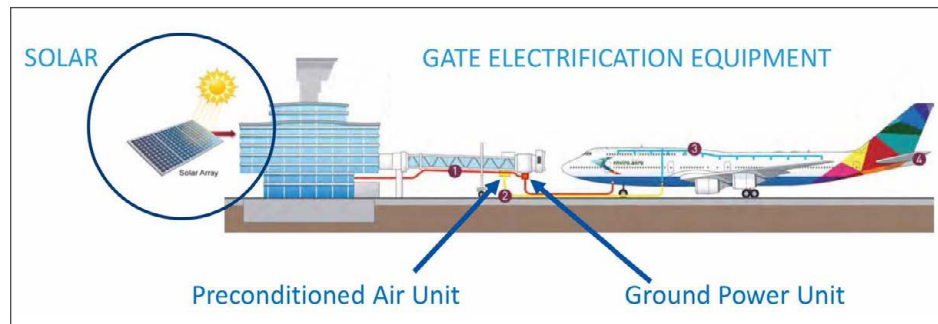 SOLAR
GATE ELECTRIFICATION EQUIPMENT
Solar Array
1
2
3
4
Preconditioned Air Unit
Ground Power Unit